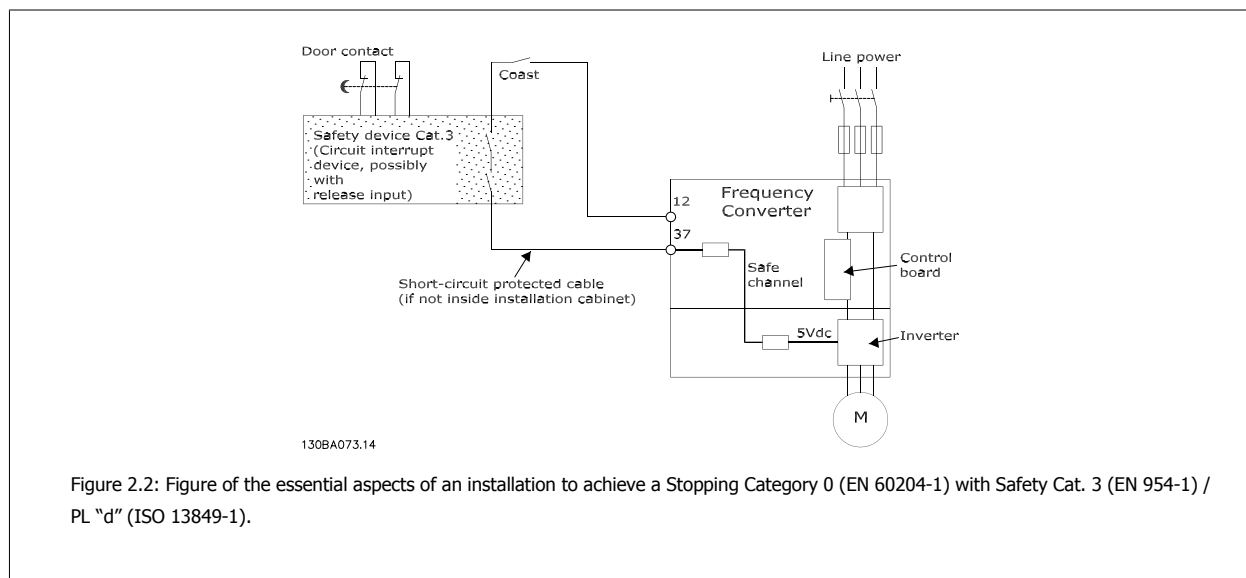 Door contact
Line power
Coast
Safety device Cat.3
(Circuit interrupt
device, possibly
with
release input)
12
Frequency
Converter
37
Safe
channel
Control
board
Short-circuit protected cable
(if not inside installation cabinet)
5Vdc
Inverter
M
130BA073.14
Figure 2.2: Figure of the essential aspects of an installation to achieve a Stopping Category 0 (EN 60204-1) with Safety Cat. 3 (EN 954-1) /
PL “d” (ISO 13849-1).